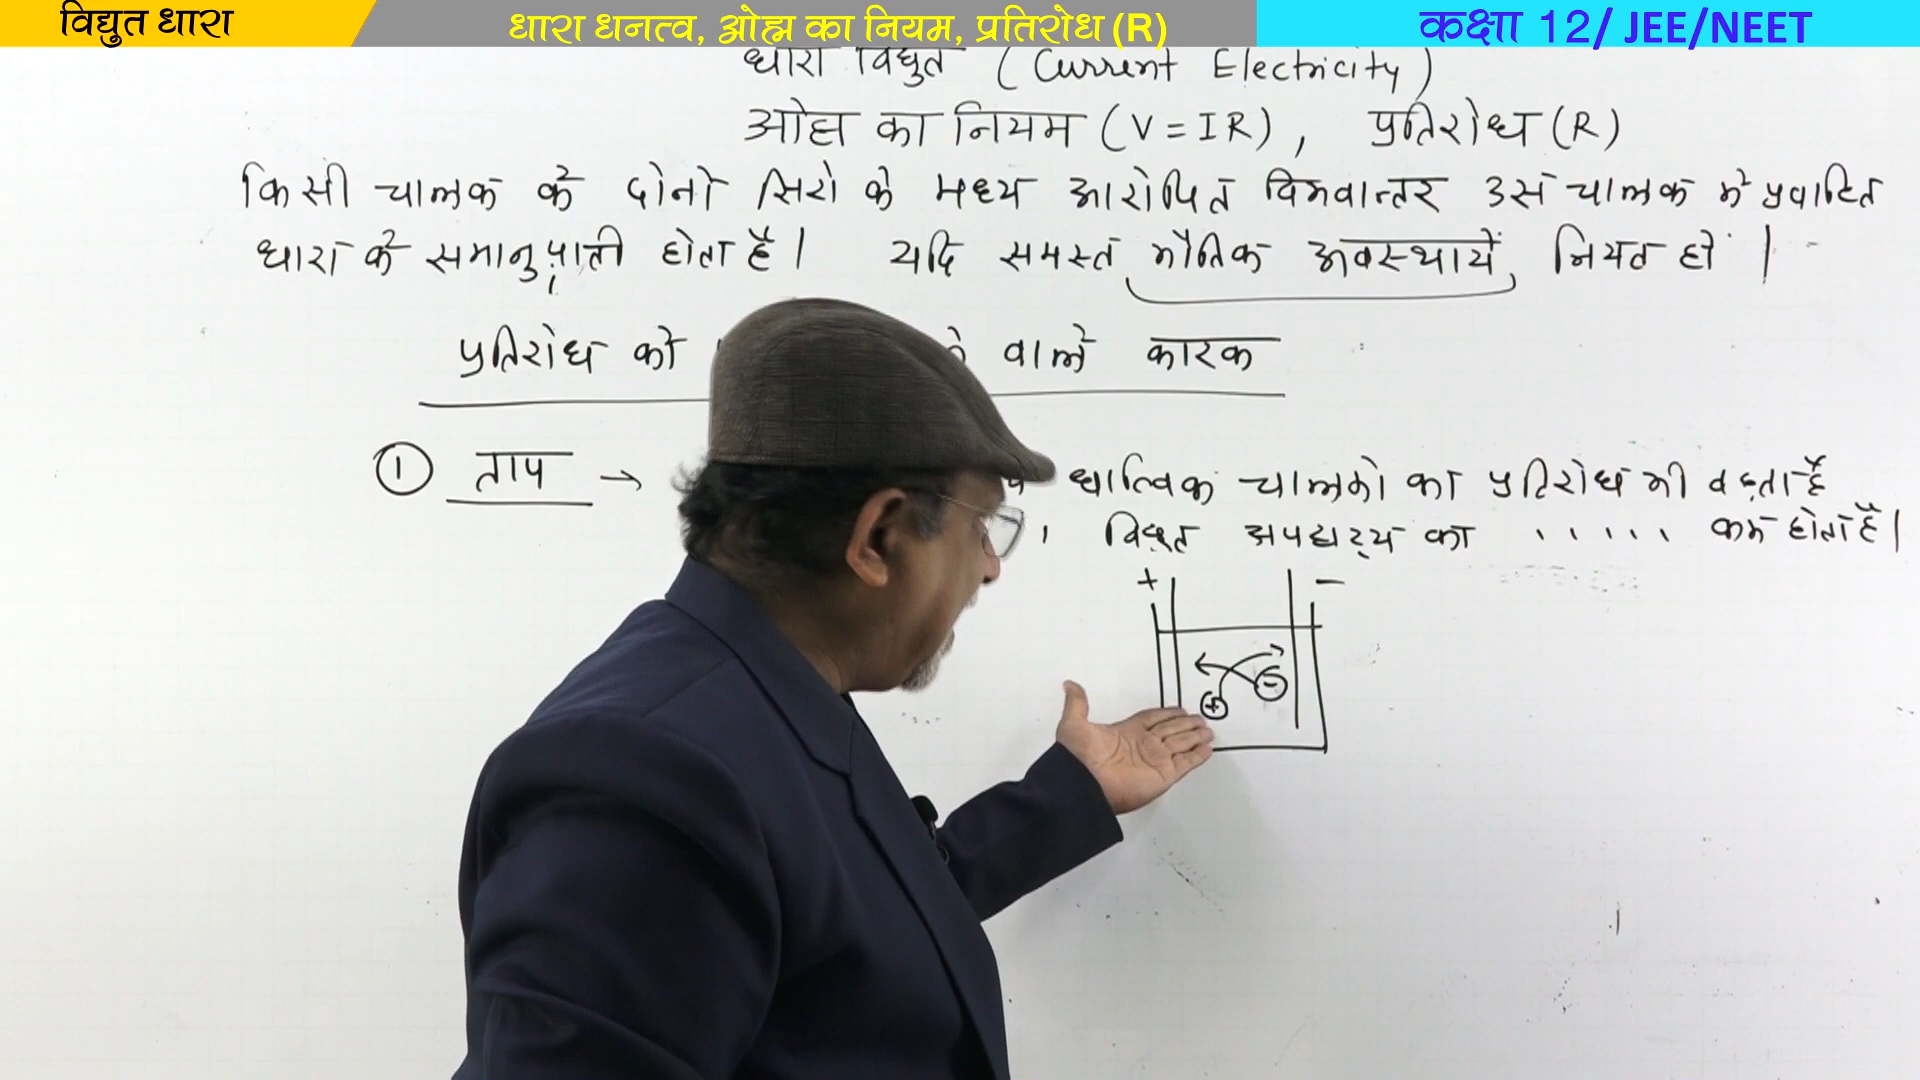 विद्युत धारा
धारा धनत्व, ओह्म का नियम, प्रतिरोध (R)
कक्षा 12/ JEE/NEET
धारा विद्युत (Current Electricity)
ओह्म का नियम (V = IR), प्रतिरोध (R)
किसी चालक के दोनो सिरो के मध्य आरोपित विभवान्तर उस चालक मे प्रवाहित
धारा के समानुपाती होता है। यदि समस्त भौतिक अवस्थायें नियत हो।
प्रतिरोध को वाले कारक
① ताप → धात्विक चालको का प्रतिरोध भी बढ़ता है
विद्युत अपघट्य का ' ' ' ' ' कम होता है।
+ -
+ -